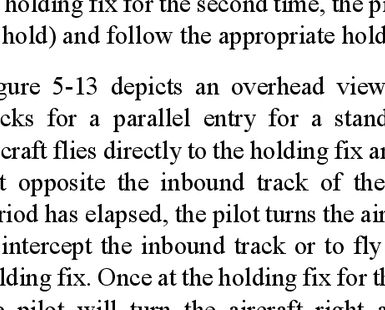 holding fix for the second time, the pi
hold) and follow the appropriate hold
gure 5-13 depicts an overhead view
cks for a parallel entry for a stand
craft flies directly to the holding fix an
t opposite the inbound track of the
riod has elapsed, the pilot turns the air
intercept the inbound track or to fly
lding fix. Once at the holding fix for th
pilot will turn the aircraft right a